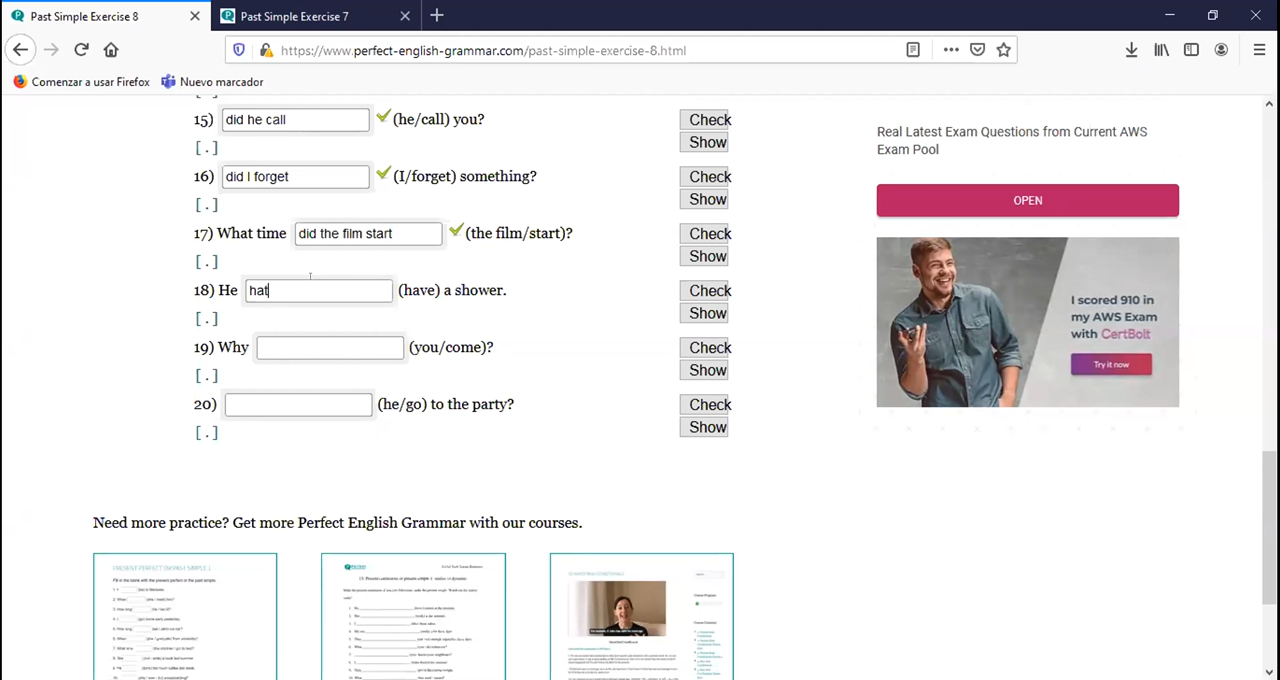 Past Simple Exercise 8
Past Simple Exercise 7
https://www.perfect-english-grammar.com/past-simple-exercise-8.html
Comenzar a usar Firefox
Nuevo marcador
15) did he call (he/call) you?
Check
[ . ]
Show
16) did I forget (I/forget) something?
Check
[ . ]
Show
17) What time did the film start (the film/start)?
Check
[ . ]
Show
18) He hat (have) a shower.
Check
[ . ]
Show
19) Why (you/come)?
Check
[ . ]
Show
20) (he/go) to the party?
Check
[ . ]
Show
Real Latest Exam Questions from Current AWS
Exam Pool
OPEN
I scored 910 in
my AWS Exam
with CertBolt
Try it now
Need more practice? Get more Perfect English Grammar with our courses.